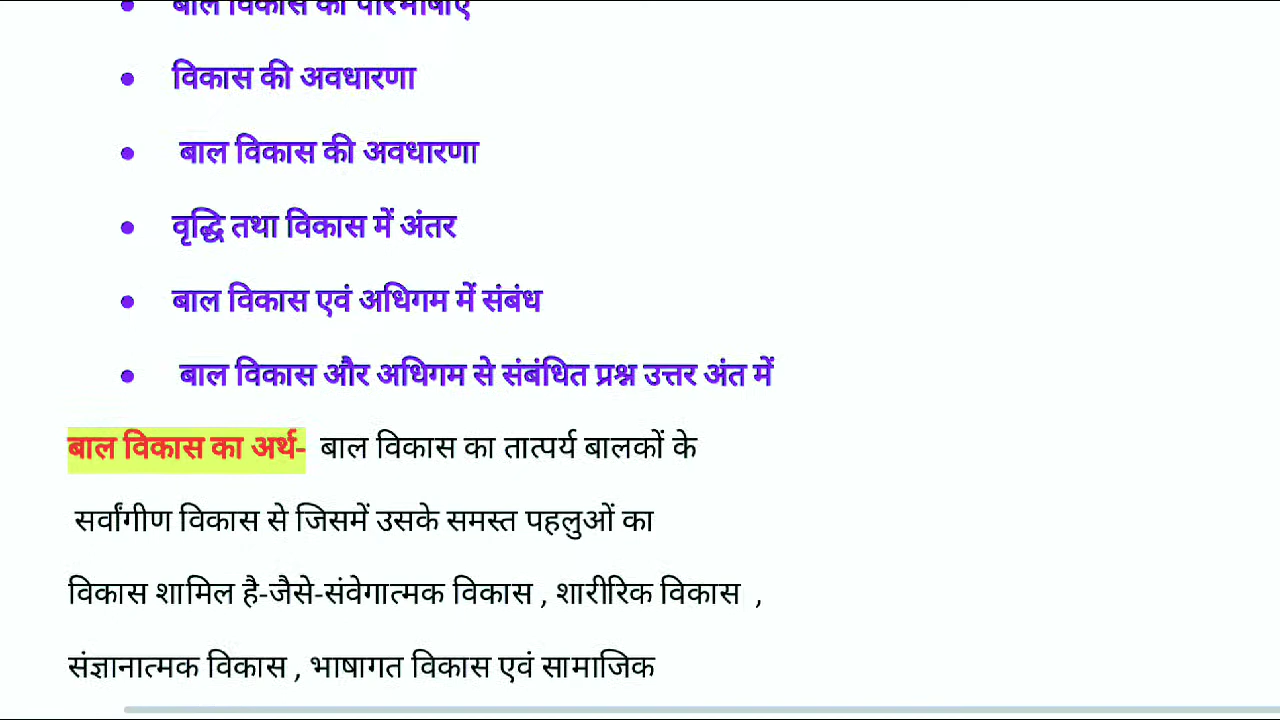 बाल विकास की परिभाषाएं
विकास की अवधारणा
बाल विकास की अवधारणा
वृद्धि तथा विकास में अंतर
बाल विकास एवं अधिगम में संबंध
बाल विकास और अधिगम से संबंधित प्रश्न उत्तर अंत में
बाल विकास का अर्थ- बाल विकास का तात्पर्य बालकों के
सर्वांगीण विकास से जिसमें उसके समस्त पहलुओं का
विकास शामिल है-जैसे-संवेगात्मक विकास , शारीरिक विकास ,
संज्ञानात्मक विकास , भाषागत विकास एवं सामाजिक